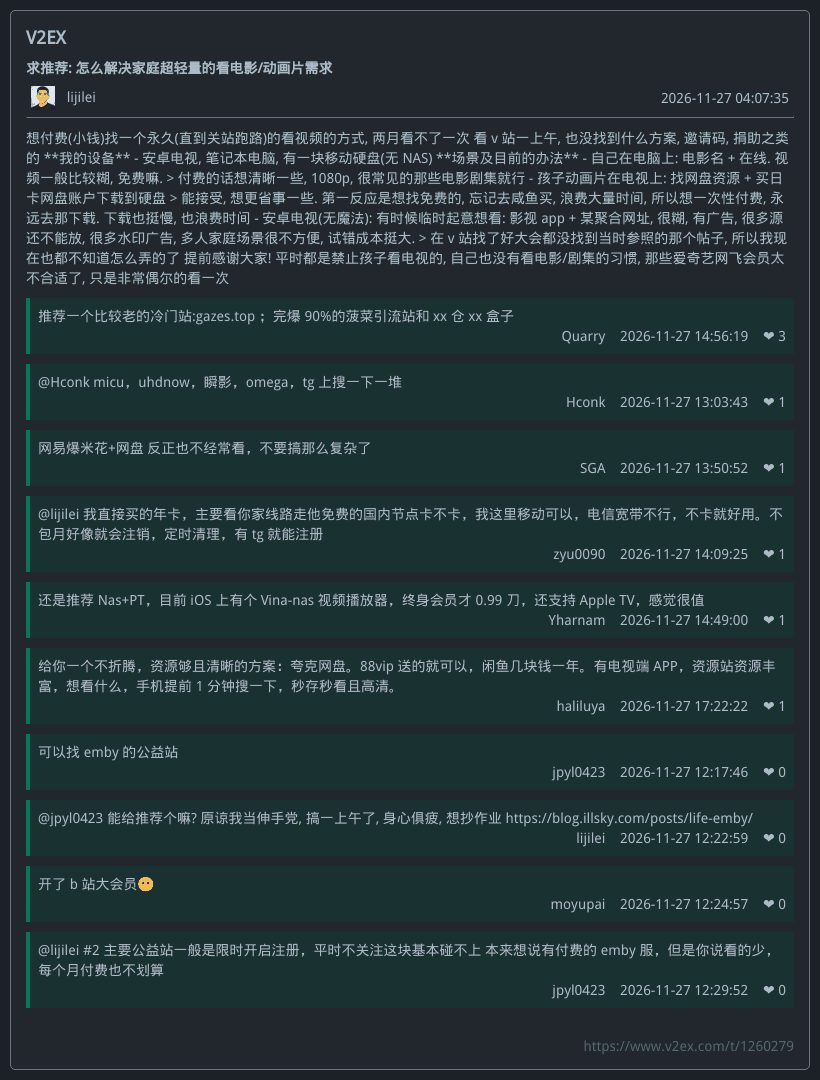 V2EX
求推荐: 怎么解决家庭超轻量的看电影/动画片需求
lijilei 2026-11-27 04:07:35
想付费(小钱)找一个永久(直到关站跑路)的看视频的方式, 两月看不了一次 看 v 站一上午, 也没找到什么方案, 邀请码, 捐助之类
的 **我的设备** - 安卓电视, 笔记本电脑, 有一块移动硬盘(无 NAS) **场景及目前的办法** - 自己在电脑上: 电影名 + 在线. 视
频一般比较糊, 免费嘛. > 付费的话想清晰一些, 1080p, 很常见的那些电影剧集就行 - 孩子动画片在电视上: 找网盘资源 + 买日
卡网盘账户下载到硬盘 > 能接受, 想更省事一些. 第一反应是想找免费的, 忘记去咸鱼买, 浪费大量时间, 所以想一次性付费, 永
远去那下载. 下载也挺慢, 也浪费时间 - 安卓电视(无魔法): 有时候临时起意想看: 影视 app + 某聚合网址, 很糊, 有广告, 很多源
还不能放, 很多水印广告, 多人家庭场景很不方便, 试错成本挺大. > 在 v 站找了好大会都没找到当时参照的那个帖子, 所以我现
在也都不知道怎么弄的了 提前感谢大家! 平时都是禁止孩子看电视的, 自己也没有看电影/剧集的习惯, 那些爱奇艺网飞会员太
不合适了, 只是非常偶尔的看一次
推荐一个比较老的冷门站:gazes.top ；完爆 90%的菠菜引流站和 xx 仓 xx 盒子
Quarry 2026-11-27 14:56:19 ❤ 3
@Hconk micu，uhdnow，瞬影，omega，tg 上搜一下一堆
Hconk 2026-11-27 13:03:43 ❤ 1
网易爆米花+网盘 反正也不经常看，不要搞那么复杂了
SGA 2026-11-27 13:50:52 ❤ 1
@lijilei 我直接买的年卡，主要看你家线路走他免费的国内节点卡不卡，我这里移动可以，电信宽带不行，不卡就好用。不
包月好像就会注销，定时清理，有 tg 就能注册
zyu0090 2026-11-27 14:09:25 ❤ 1
还是推荐 Nas+PT，目前 iOS 上有个 Vina-nas 视频播放器，终身会员才 0.99 刀，还支持 Apple TV，感觉很值
Yharnam 2026-11-27 14:49:00 ❤ 1
给你一个不折腾，资源够且清晰的方案：夸克网盘。88vip 送的就可以，闲鱼几块钱一年。有电视端 APP，资源站资源丰
富，想看什么，手机提前 1 分钟搜一下，秒存秒看且高清。
haliluya 2026-11-27 17:22:22 ❤ 1
可以找 emby 的公益站
jpyl0423 2026-11-27 12:17:46 ❤ 0
@jpyl0423 能给推荐个嘛? 原谅我当伸手党, 搞一上午了, 身心俱疲, 想抄作业 https://blog.illsky.com/posts/life-emby/
lijilei 2026-11-27 12:22:59 ❤ 0
开了 b 站大会员😶
moyupai 2026-11-27 12:24:57 ❤ 0
@lijilei #2 主要公益站一般是限时开启注册，平时不关注这块基本碰不上 本来想说有付费的 emby 服，但是你说看的少，
每个月付费也不划算
jpyl0423 2026-11-27 12:29:52 ❤ 0
https://www.v2ex.com/t/1260279